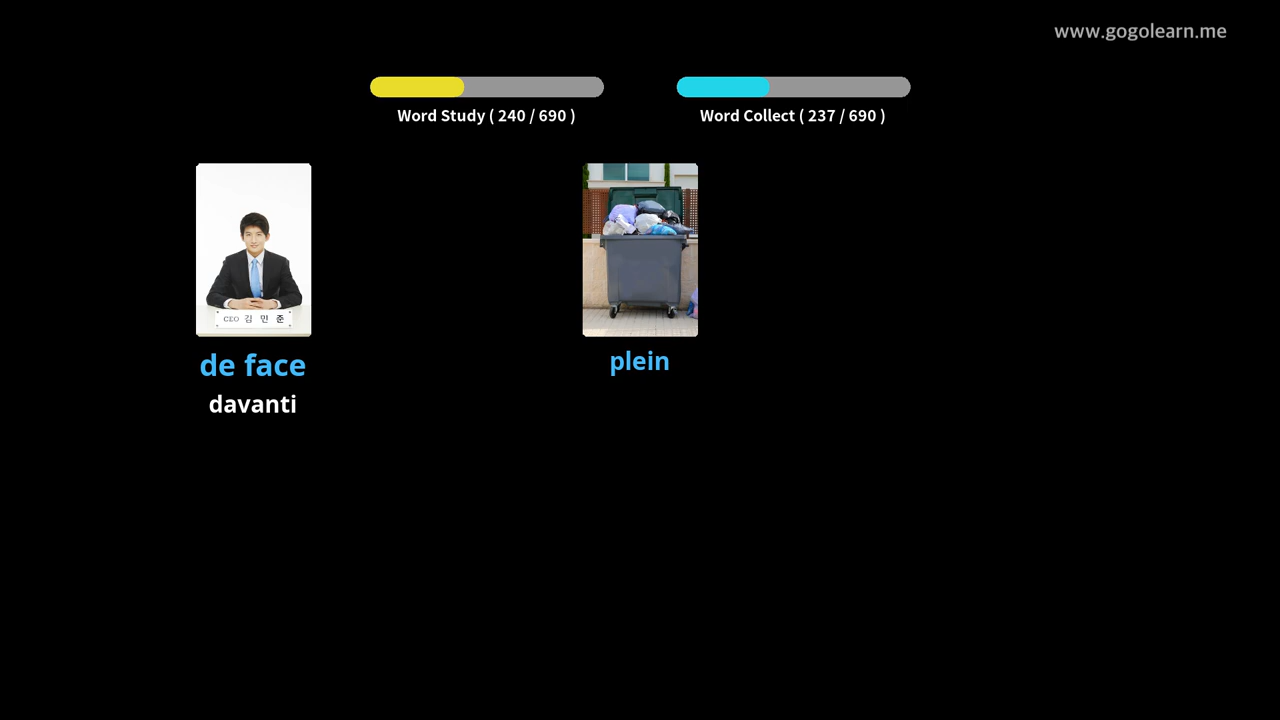 www.gogolearn.me
Word Study ( 240 / 690 )
Word Collect ( 237 / 690 )
CEO 김 민 준
de face
davanti
plein